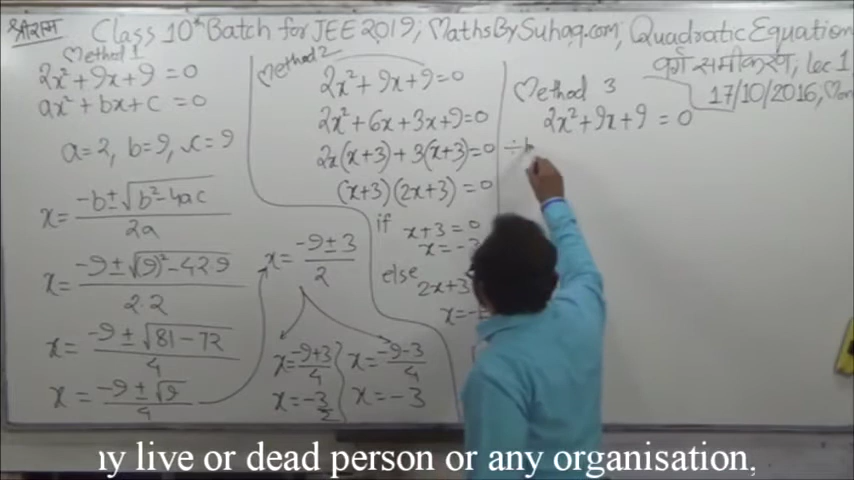 श्रीराम
Class 10th Batch for JEE 2019; MathsBySuhag.com; Quadratic Equation
वर्ग समीकरण, Lec 1
17/10/2016, Mon
Method 1
2x²+9x+9=0
ax²+bx+c=0
a=2, b=9, c=9
x= -b±√b²-4ac / 2a
x= -9±√(9)²-4·2·9 / 2·2
x= -9±√81-72 / 4
x= -9±√9 / 4
x= -9±3 / 2
x= -9+3 / 4
x= -3/2
x= -9-3 / 4
x=-3
Method 2
2x²+9x+9=0
2x²+6x+3x+9=0
2x(x+3)+3(x+3)=0
(x+3)(2x+3)=0
if x+3=0
x=-3
else 2x+3
x=-
Method 3
2x²+9x+9=0
÷
ny live or dead person or any organisation,